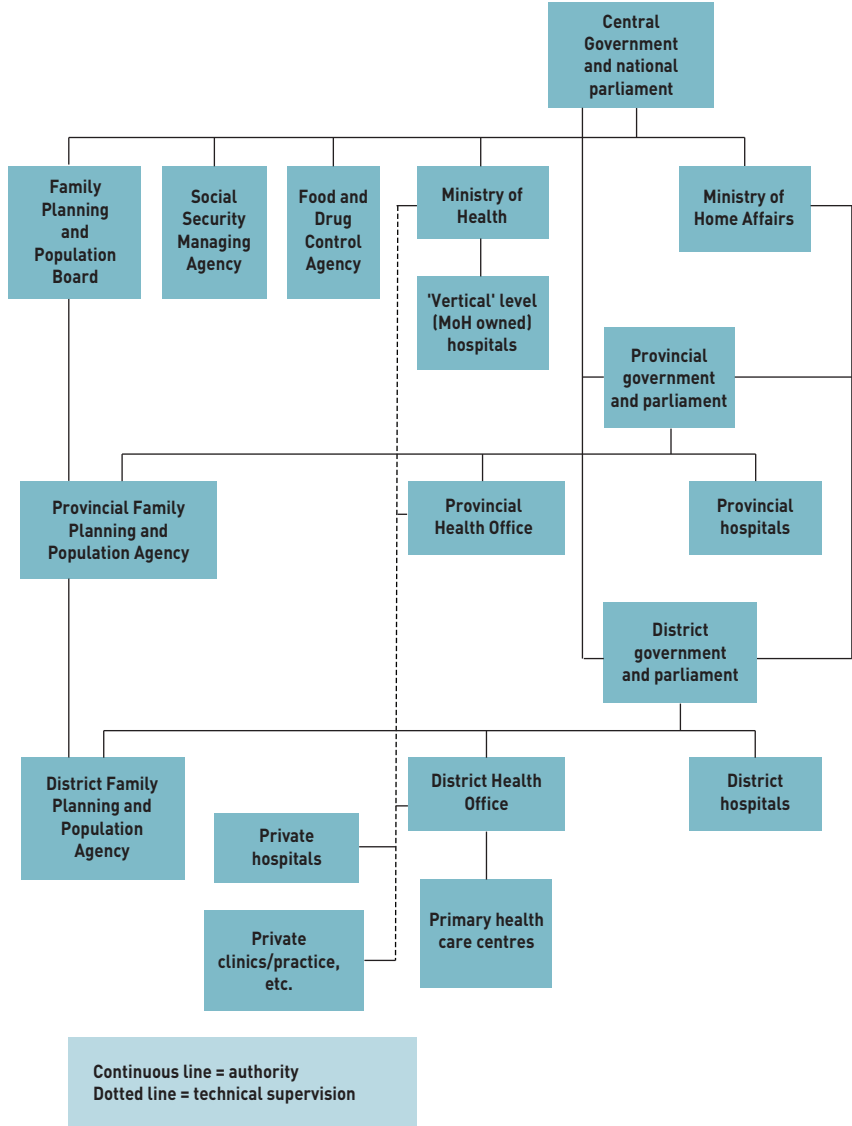 Central
Government
and national
parliament
Family
Planning
and
Population
Board
Social
Security
Managing
Agency
Food and
Drug
Control
Agency
Ministry of
Health
Ministry of
Home Affairs
'Vertical' level
(MoH owned)
hospitals
Provincial
government
and parliament
Provincial Family
Planning and
Population Agency
Provincial
Health Office
Provincial
hospitals
District
government
and parliament
District Family
Planning and
Population
Agency
District Health
Office
District
hospitals
Private
hospitals
Primary health
care centres
Private
clinics/practice,
etc.
Continuous line = authority
Dotted line = technical supervision